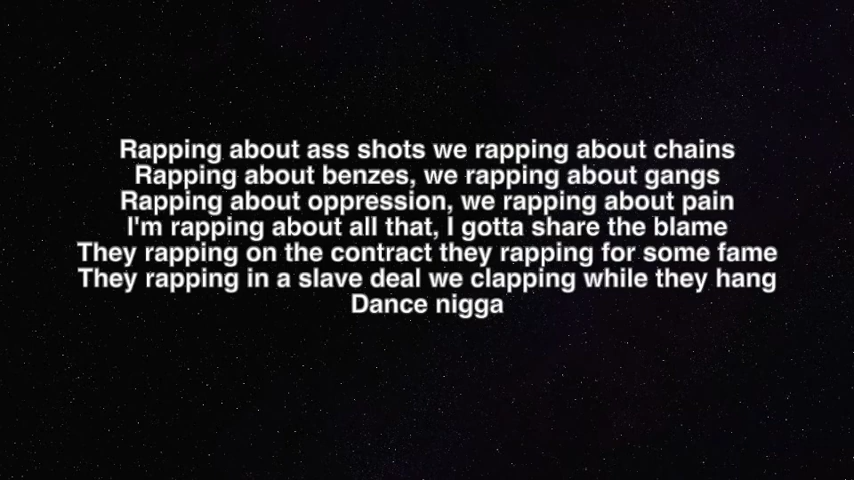 Rapping about ass shots we rapping about chains
Rapping about benzes, we rapping about gangs
Rapping about oppression, we rapping about pain
I'm rapping about all that, I gotta share the blame
They rapping on the contract they rapping for some fame
They rapping in a slave deal we clapping while they hang
Dance nigga